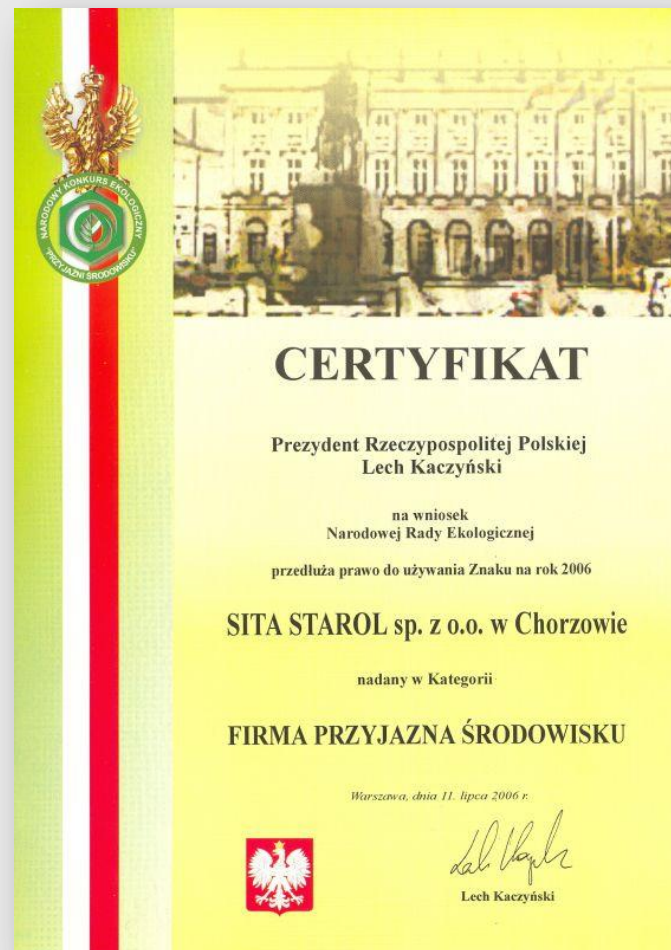 NARODOWY KONKURS EKOLOGICZNY
"PRZYJAŹNI ŚRODOWISKU"
CERTYFIKAT
Prezydent Rzeczypospolitej Polskiej
Lech Kaczyński
na wniosek
Narodowej Rady Ekologicznej
przedłuża prawo do używania Znaku na rok 2006
SITA STAROL sp. z o.o. w Chorzowie
nadany w Kategorii
FIRMA PRZYJAZNA ŚRODOWISKU
Warszawa, dnia 11. lipca 2006 r.
Lech Kaczyński